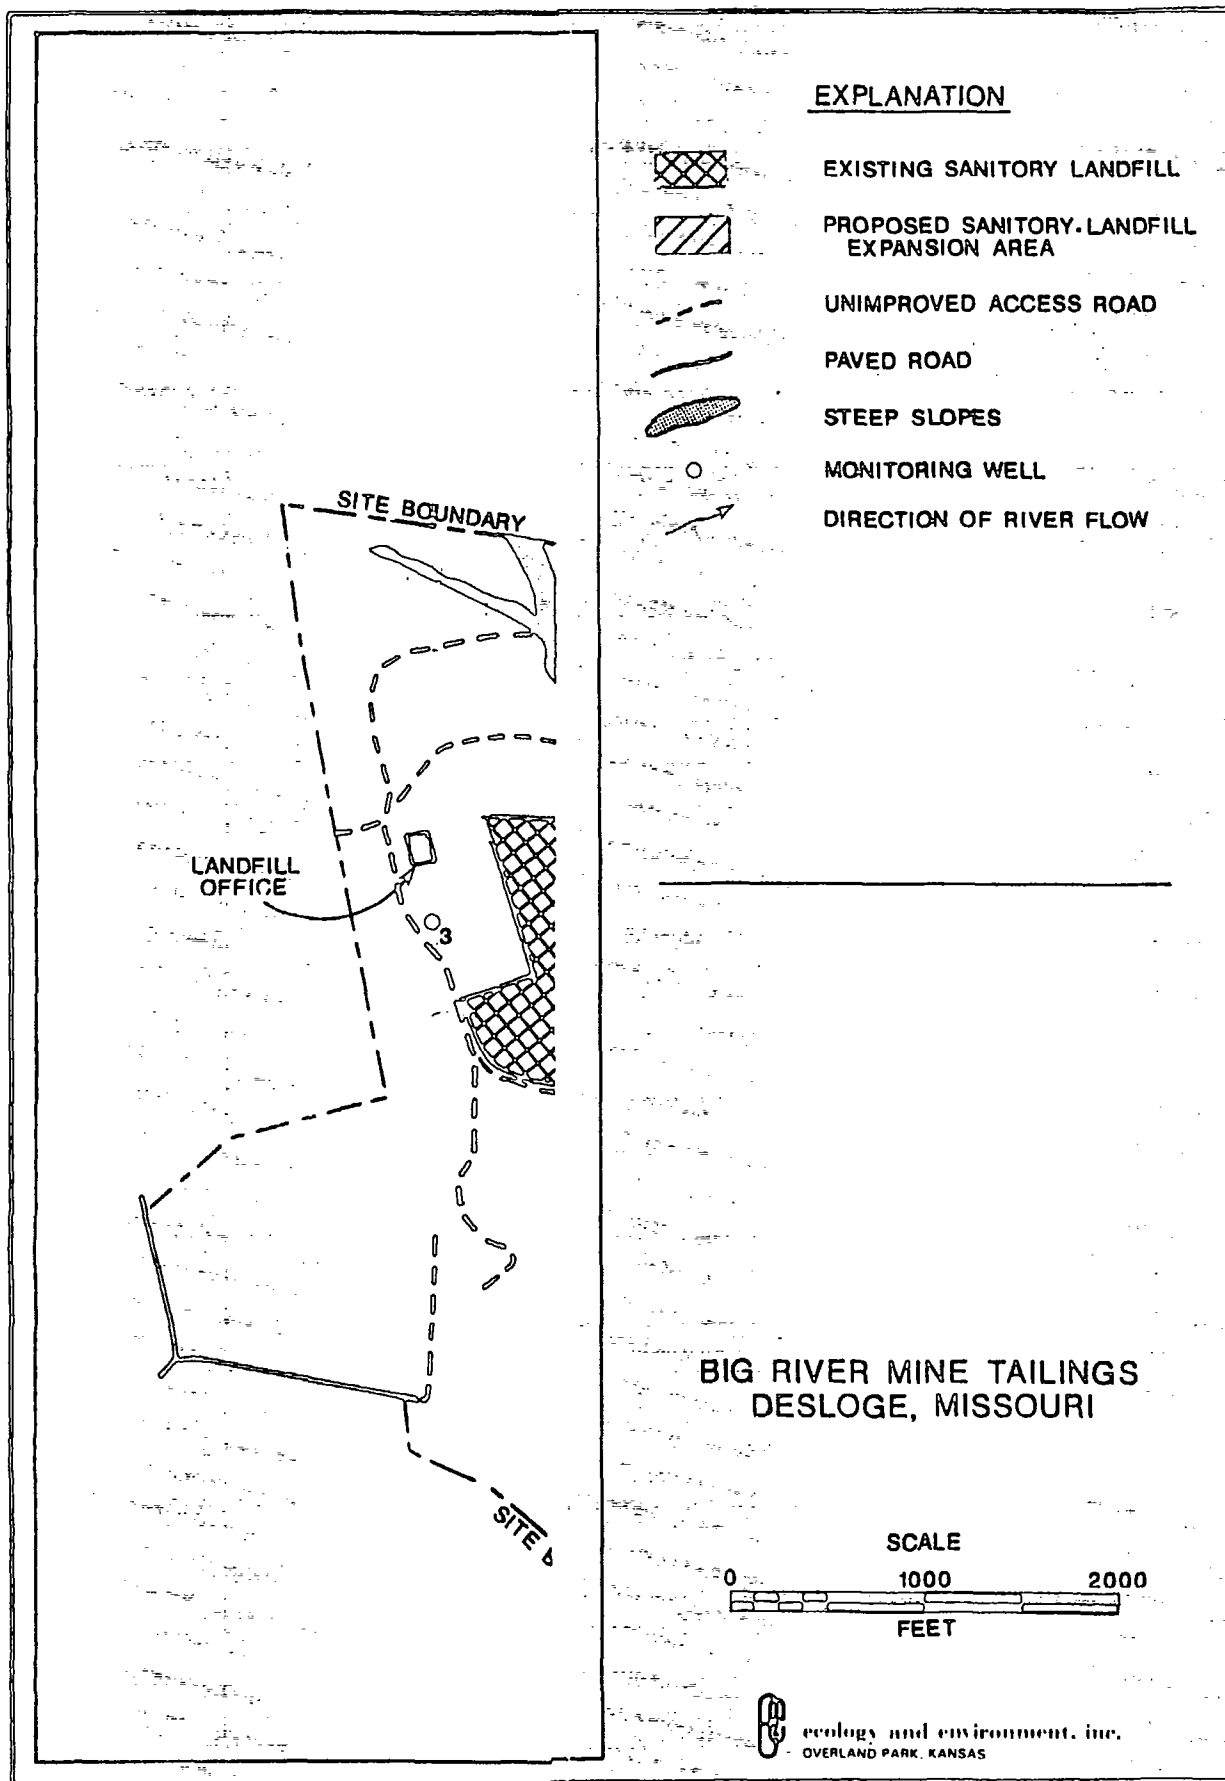 EXPLANATION
EXISTING SANITORY LANDFILL
PROPOSED SANITORY LANDFILL
EXPANSION AREA
UNIMPROVED ACCESS ROAD
PAVED ROAD
STEEP SLOPES
MONITORING WELL
DIRECTION OF RIVER FLOW
SITE BOUNDARY
LANDFILL
OFFICE
3
SITE
BIG RIVER MINE TAILINGS
DESLOGE, MISSOURI
SCALE
0 1000 2000
FEET
ecology and environment, inc.
OVERLAND PARK, KANSAS